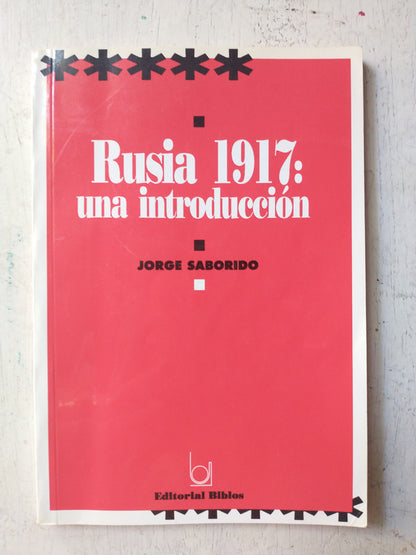 Rusia 1917:
una introducción
JORGE SABORIDO
Editorial Biblos